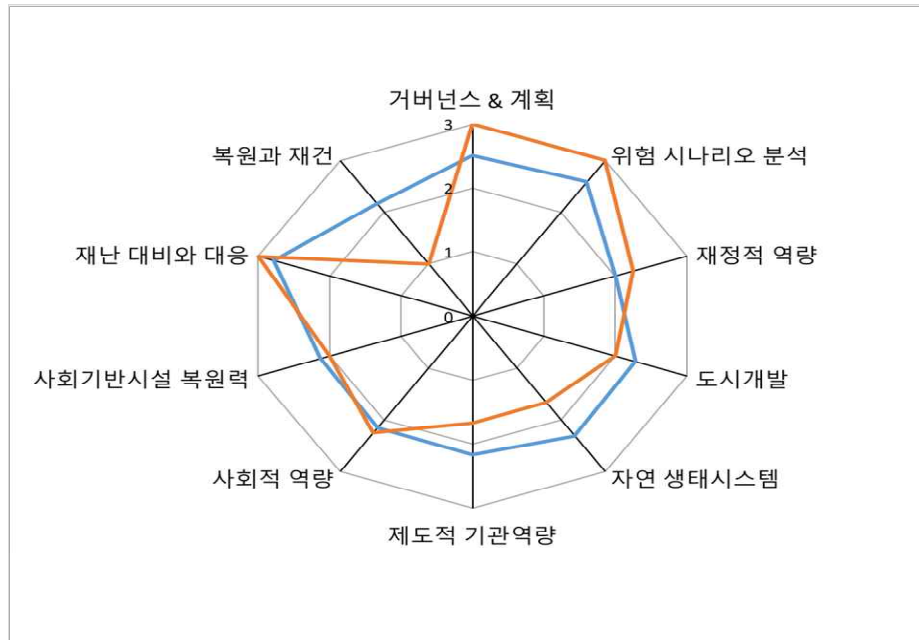 거버넌스 & 계획
3
복원과 재건
위험 시나리오 분석
2
재난 대비와 대응
재정적 역량
1
0
사회기반시설 복원력
도시개발
사회적 역량
자연 생태시스템
제도적 기관역량